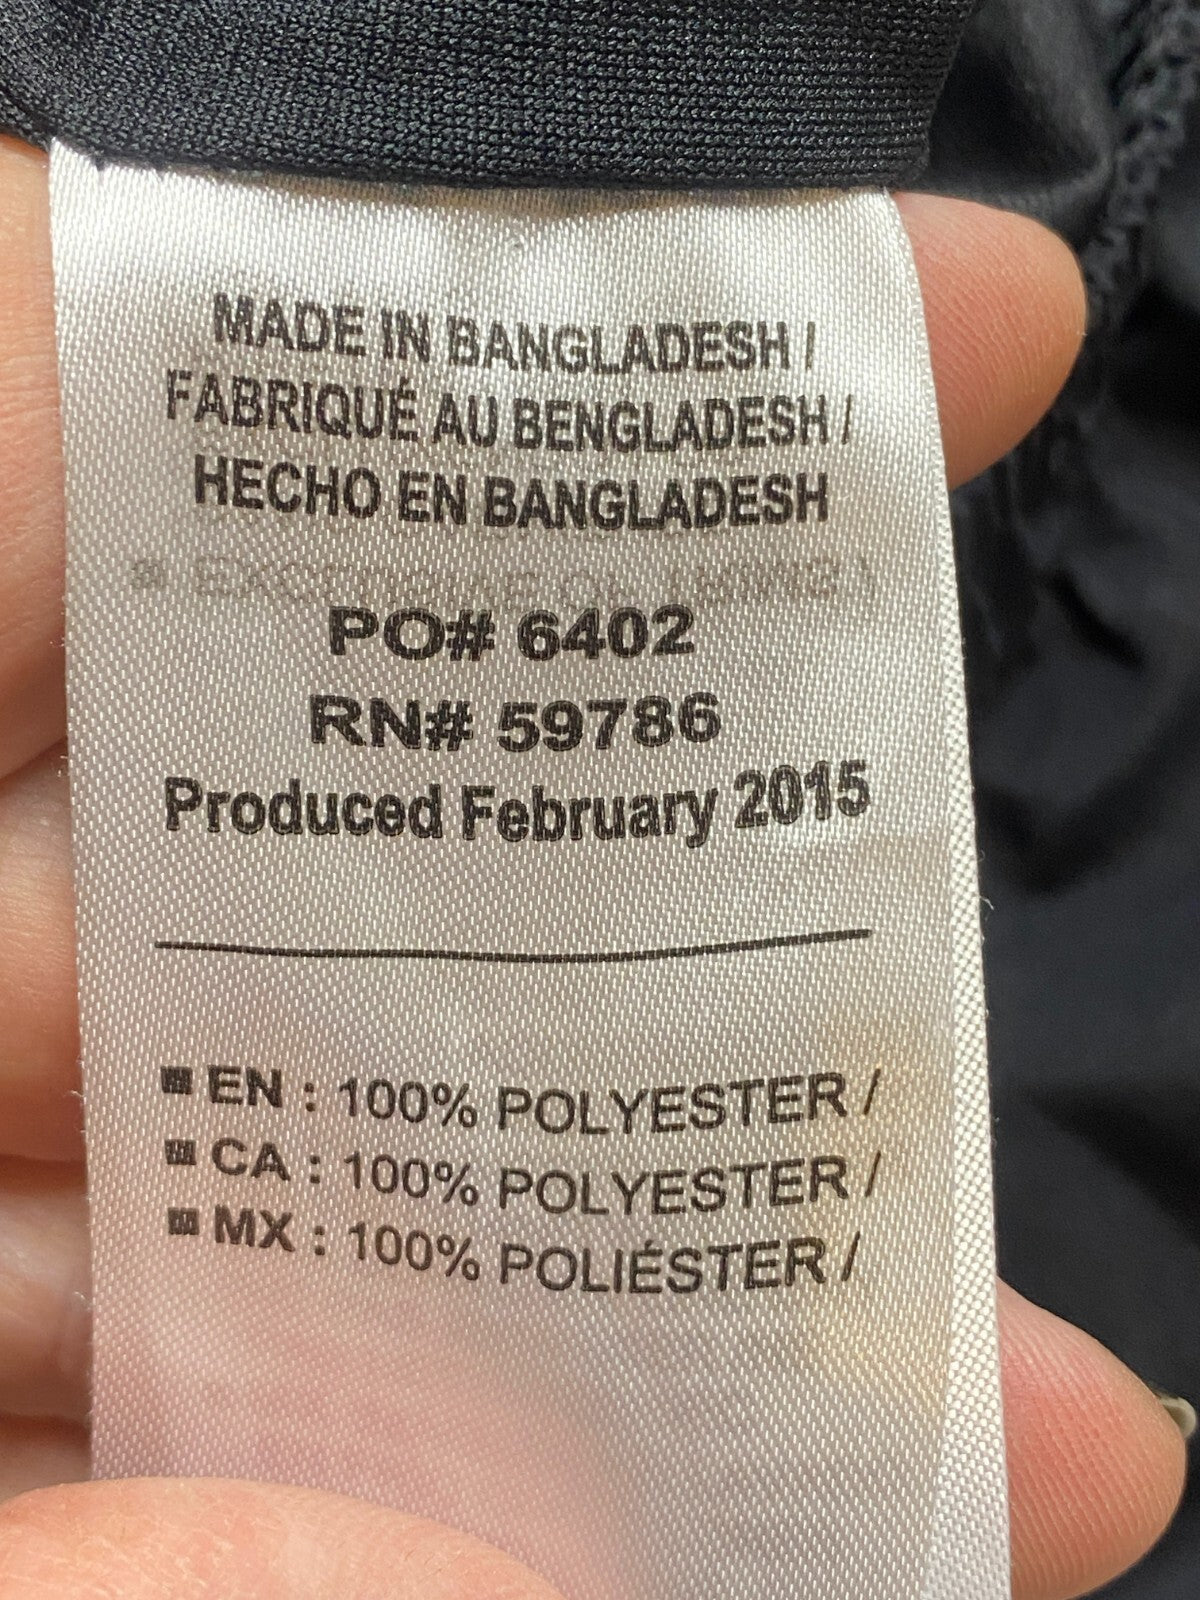 MADE IN BANGLADESH /
FABRIQUÉ AU BENGLADESH /
HECHO EN BANGLADESH
PO# 6402
RN# 59786
Produced February 2015
EN : 100% POLYESTER /
CA : 100% POLYESTER /
MX : 100% POLIÉSTER /